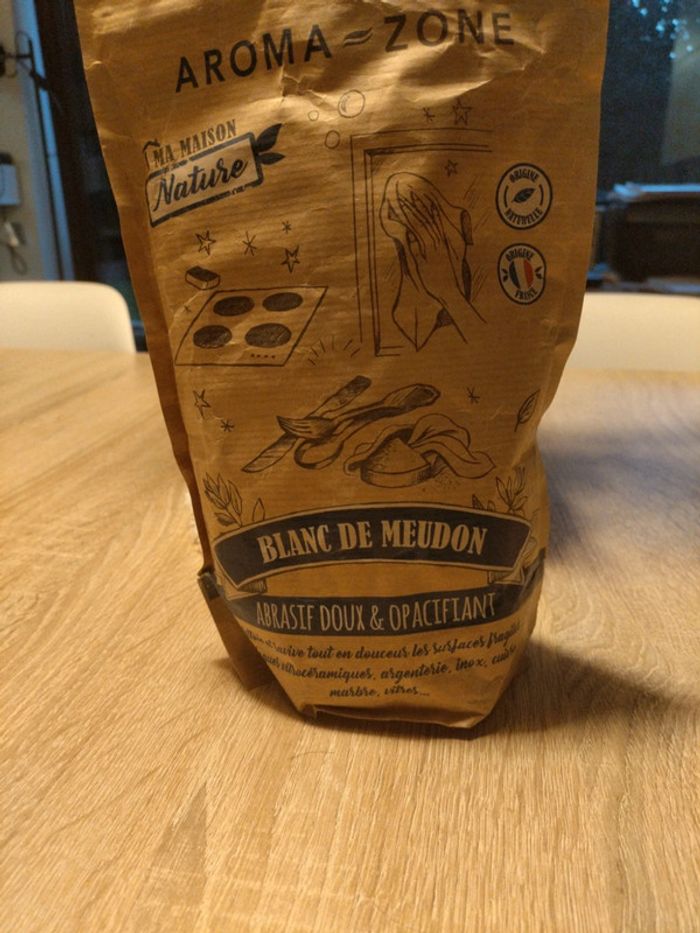 AROMA-ZONE
MA MAISON
Nature
ORIGINE
NATURELLE
ORIGINE
FRANCE
BLANC DE MEUDON
ABRASIF DOUX & OPACIFIANT
et ravive tout en douceur les surfaces
vitrocéramiques, argenterie, inox,
marbre, vitres...